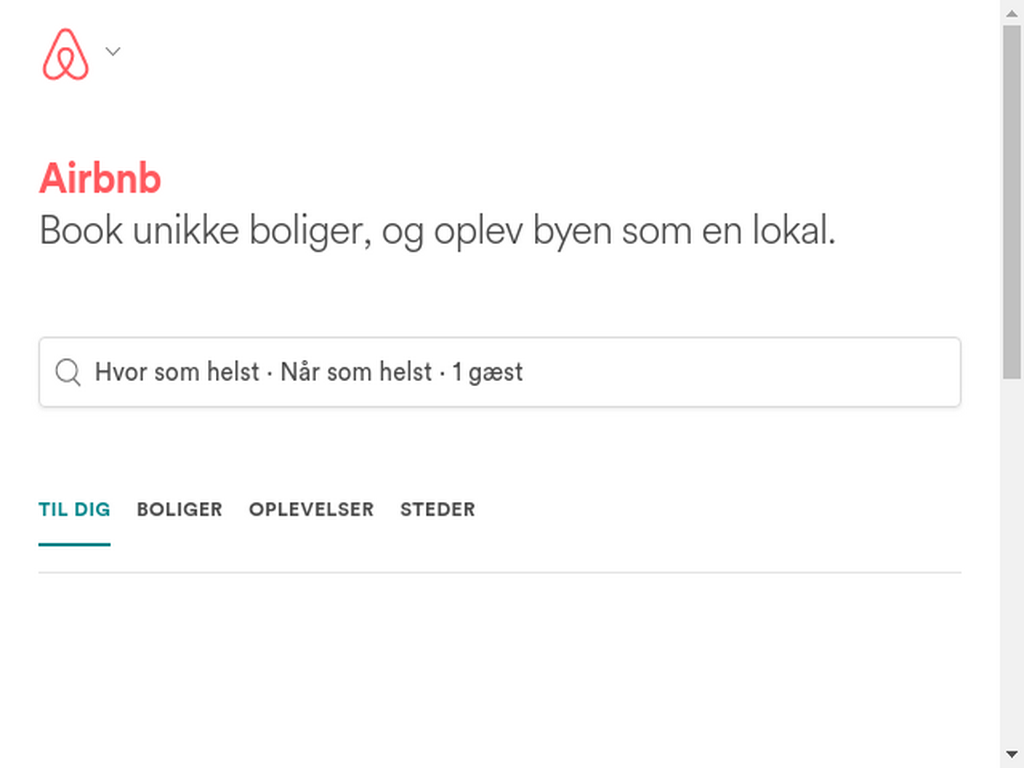 Airbnb
Book unikke boliger, og oplev byen som en lokal.
Hvor som helst · Når som helst · 1 gæst
TIL DIG BOLIGER OPLEVELSER STEDER